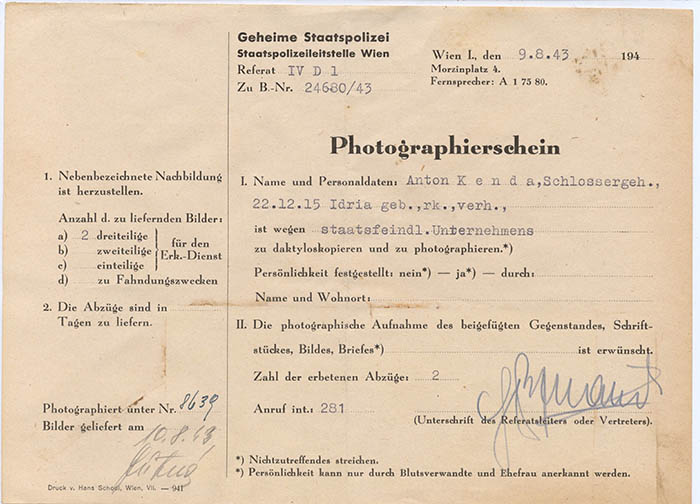 Geheime Staatspolizei
Staatspolizeileitstelle Wien
Referat IV D 1
Zu B.-Nr. 24680/43
Wien I., den 9.8.43 194
Morzinplatz 4.
Fernsprecher: A 1 75 80.
Photographierschein
1. Nebenbezeichnete Nachbildung
ist herzustellen.
Anzahl d. zu liefernden Bilder:
a) 2 dreiteilige
b) zweiteilige
c) einteilige
für den
Erk.-Dienst
d) zu Fahndungszwecken
2. Die Abzüge sind in
Tagen zu liefern.
Photographiert unter Nr. 8639
Bilder geliefert am
10.8.43
Druck v. Hans School, Wien, VII. — 941
I. Name und Personaldaten: Anton K e n d a,Schlossergeh.,
22.12.15 Idria geb.,rk.,verh.,
ist wegen staatsfeindl.Unternehmens
zu daktyloskopieren und zu photographieren.*)
Persönlichkeit festgestellt: nein*) — ja*) — durch:
Name und Wohnort:
II. Die photographische Aufnahme des beigefügten Gegenstandes, Schrift-
stückes, Bildes, Briefes*) ist erwünscht.
Zahl der erbetenen Abzüge: 2
Anruf int.: 281
(Unterschrift des Referatsleiters oder Vertreters).
*) Nichtzutreffendes streichen.
*) Persönlichkeit kann nur durch Blutsverwandte und Ehefrau anerkannt werden.